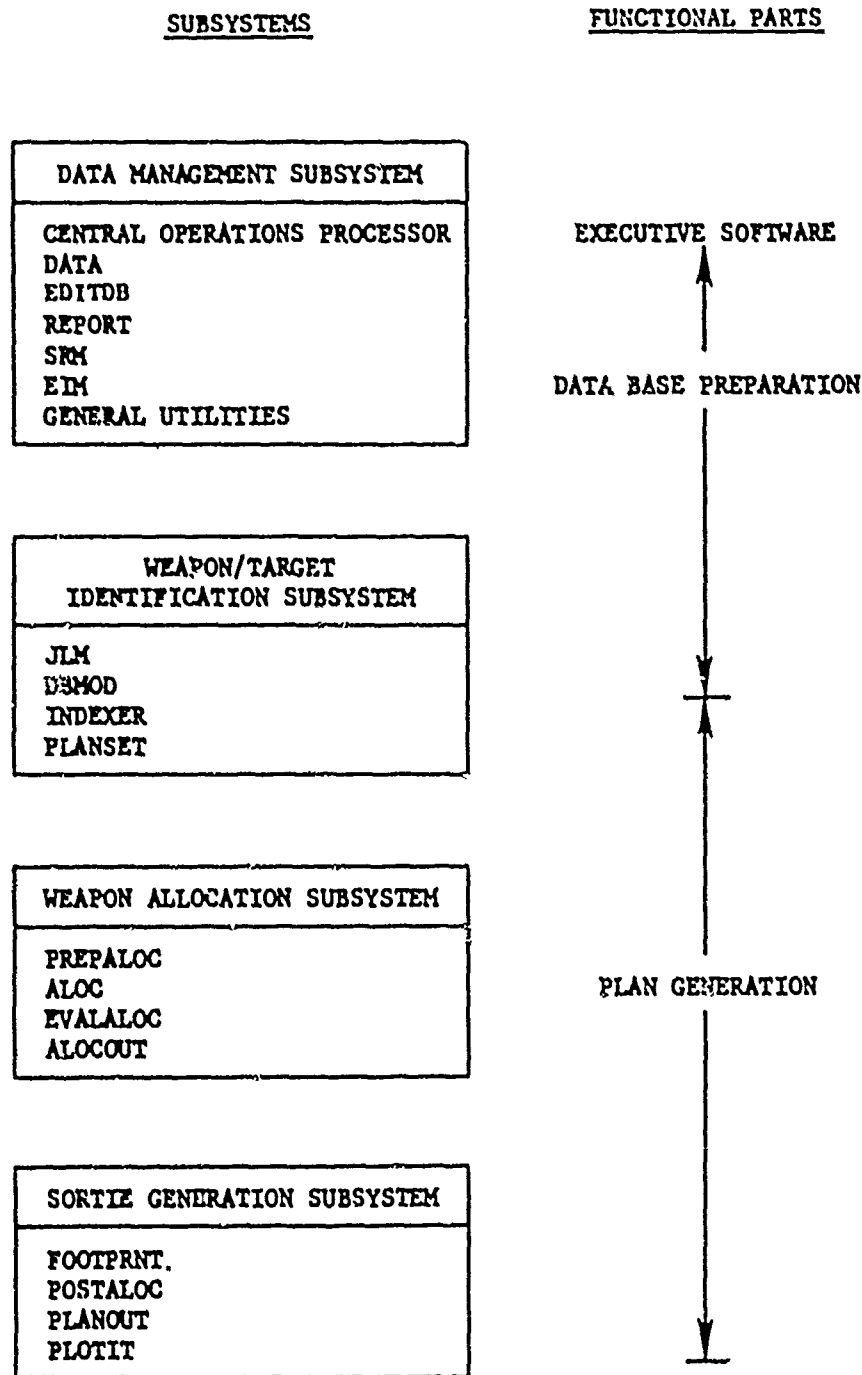 SUBSYSTEMS
FUNCTIONAL PARTS
DATA MANAGEMENT SUBSYSTEM
CENTRAL OPERATIONS PROCESSOR
DATA
EDITDB
REPORT
SRM
EIM
GENERAL UTILITIES
EXECUTIVE SOFTWARE
DATA BASE PREPARATION
WEAPON/TARGET
IDENTIFICATION SUBSYSTEM
JLM
DBMOD
INDEXER
PLANSET
WEAPON ALLOCATION SUBSYSTEM
PREPALOC
ALOC
EVALALOC
ALOCOUT
PLAN GENERATION
SORTIE GENERATION SUBSYSTEM
FOOTPRNT.
POSTALOC
PLANOUT
PLOTIT